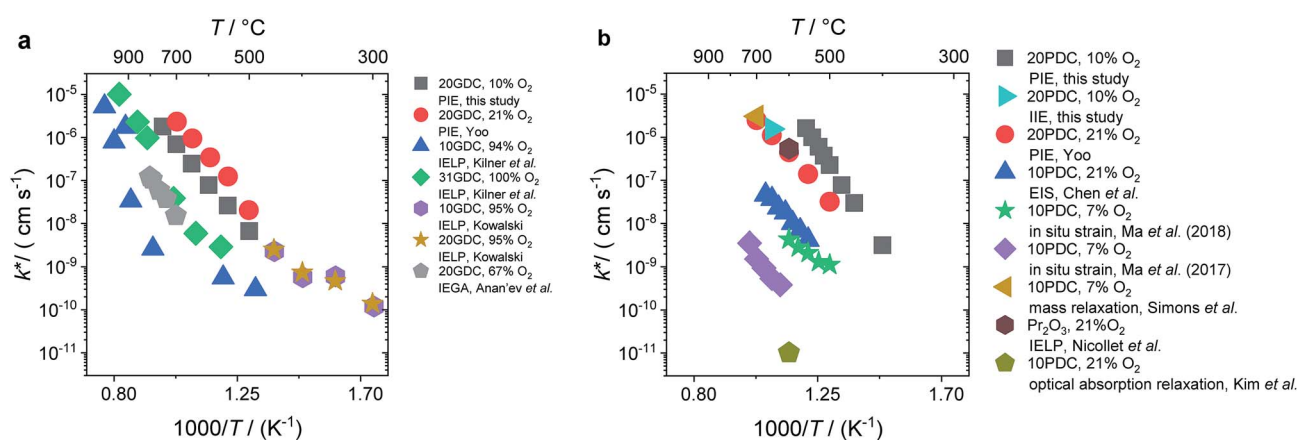 a
T / °C
900 700 500 300
10⁻⁵
10⁻⁶
10⁻⁷
10⁻⁸
10⁻⁹
10⁻¹⁰
10⁻¹¹
k*/ ( cm s⁻¹)
0.80 1.25 1.70
1000/T / (K⁻¹)
20GDC, 10% O₂
PIE, this study
20GDC, 21% O₂
PIE, Yoo
10GDC, 94% O₂
IELP, Kilner et al.
31GDC, 100% O₂
IELP, Kilner et al.
10GDC, 95% O₂
IELP, Kowalski
20GDC, 95% O₂
IELP, Kowalski
20GDC, 67% O₂
IEGA, Anan'ev et al.
b
T / °C
900 700 500 300
10⁻⁵
10⁻⁶
10⁻⁷
10⁻⁸
10⁻⁹
10⁻¹⁰
10⁻¹¹
k*/ ( cm s⁻¹)
0.80 1.25 1.70
1000/T / (K⁻¹)
20PDC, 10% O₂
PIE, this study
20PDC, 10% O₂
IIE, this study
20PDC, 21% O₂
PIE, Yoo
10PDC, 21% O₂
EIS, Chen et al.
10PDC, 7% O₂
in situ strain, Ma et al. (2018)
10PDC, 7% O₂
in situ strain, Ma et al. (2017)
10PDC, 7% O₂
mass relaxation, Simons et al.
Pr₂O₃, 21%O₂
IELP, Nicollet et al.
10PDC, 21% O₂
optical absorption relaxation, Kim et al.